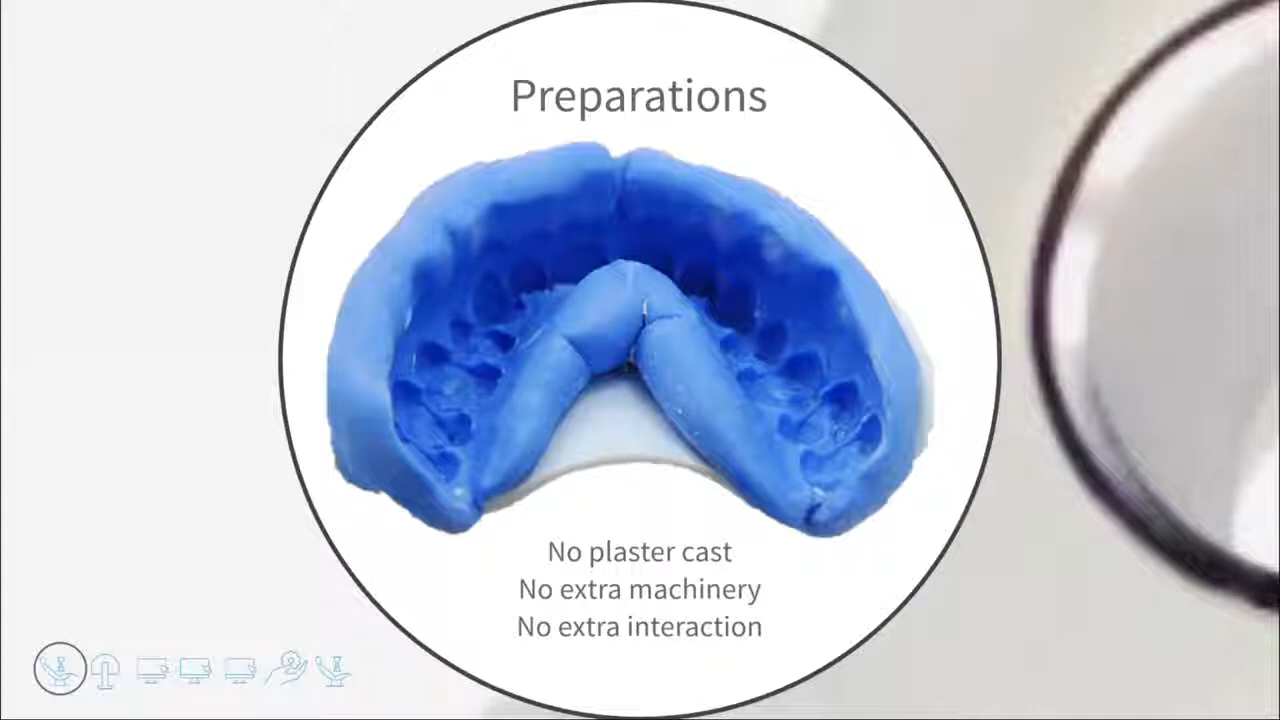 Preparations
No plaster cast
No extra machinery
No extra interaction